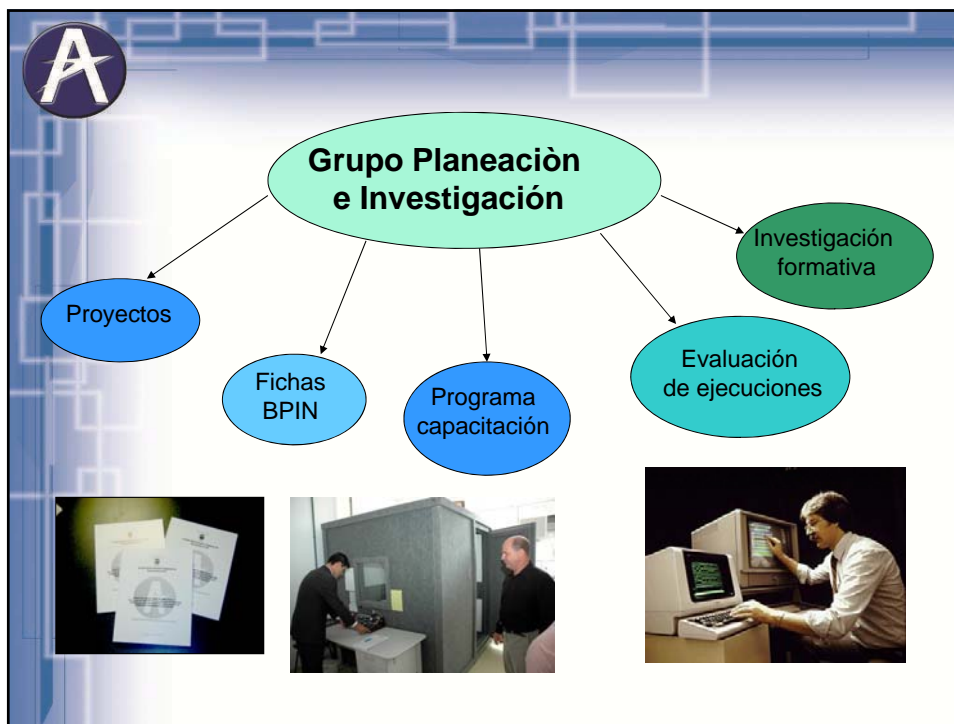 Grupo Planeaciòn
e Investigación
Investigación
formativa
Proyectos
Evaluación
de ejecuciones
Fichas
BPIN
Programa
capacitación